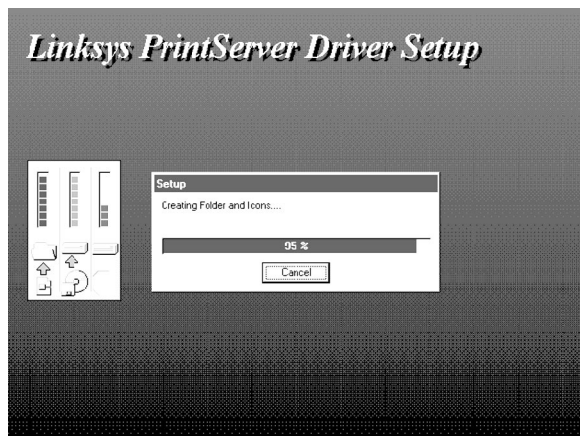 Linksys PrintServer Driver Setup
Setup
Creating Folder and Icons....
95 %
Cancel